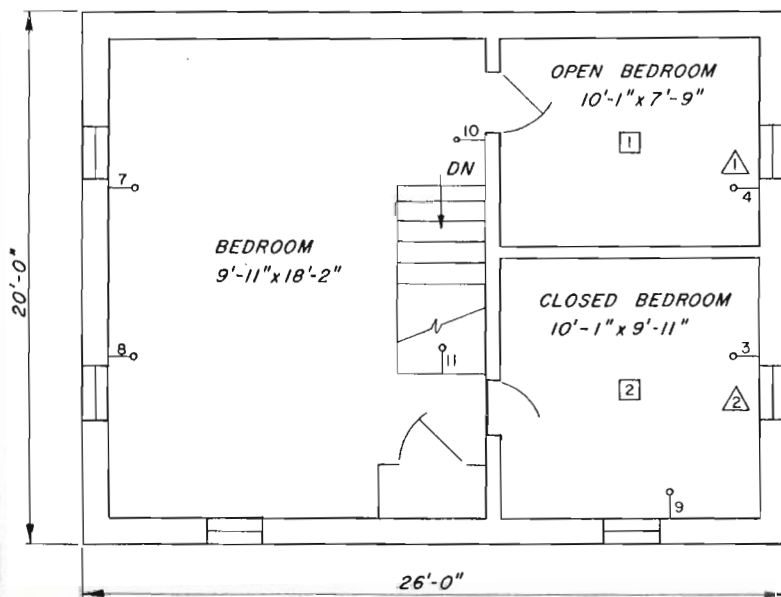 OPEN BEDROOM
10'-1" x 7'-9"
10
1
1
DN
7
4
BEDROOM
9'-11" x 18'-2"
20'-0"
CLOSED BEDROOM
10'-1" x 9'-11"
8
11
3
2
2
9
26'-0"